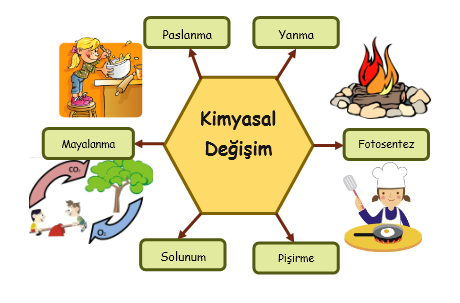 Paslanma
Yanma
Kimyasal
Değişim
Mayalanma
Fotosentez
CO₂
O₂
Solunum
Pişirme